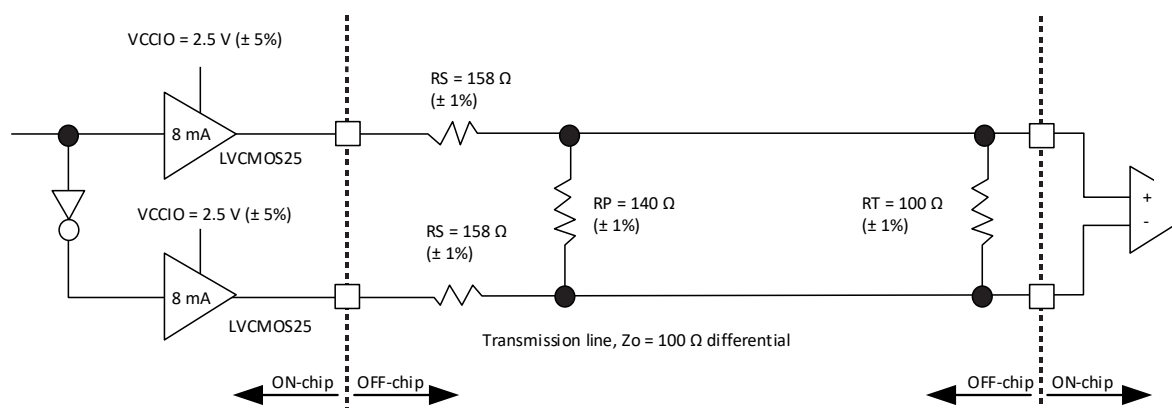 VCCIO = 2.5 V (± 5%)
8 mA
LVCMOS25
VCCIO = 2.5 V (± 5%)
8 mA
LVCMOS25
RS = 158 Ω
(± 1%)
RS = 158 Ω
(± 1%)
RP = 140 Ω
(± 1%)
RT = 100 Ω
(± 1%)
+
-
Transmission line, Zo = 100 Ω differential
ON-chip
OFF-chip
OFF-chip
ON-chip